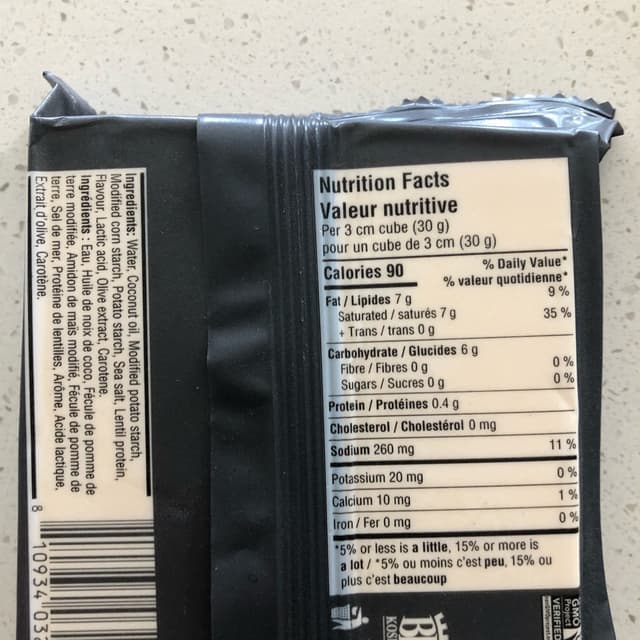 Nutrition Facts
Valeur nutritive
Per 3 cm cube (30 g)
pour un cube de 3 cm (30 g)
Calories 90
% Daily Value*
% valeur quotidienne*
Fat / Lipides 7 g 9 %
Saturated / saturés 7 g 35 %
+ Trans / trans 0 g
Carbohydrate / Glucides 6 g
Fibre / Fibres 0 g 0 %
Sugars / Sucres 0 g 0 %
Protein / Protéines 0.4 g
Cholesterol / Cholestérol 0 mg
Sodium 260 mg 11 %
Potassium 20 mg 0 %
Calcium 10 mg 1 %
Iron / Fer 0 mg 0 %
*5% or less is a little, 15% or more is
a lot / *5% ou moins c'est peu, 15% ou
plus c'est beaucoup
Ingredients: Water, Coconut oil, Modified potato starch,
Modified corn starch, Potato starch, Sea salt, Lentil protein,
Flavour, Lactic acid, Olive extract, Carotene.
Ingrédients : Eau, Huile de noix de coco, Fécule de pomme de
terre modifiée, Amidon de maïs modifié, Fécule de pomme de
terre, Sel de mer, Protéine de lentilles, Arôme, Acide lactique,
Extrait d'olive, Carotène.
8 10934 03
NON
GMO
Project
VERIFIED